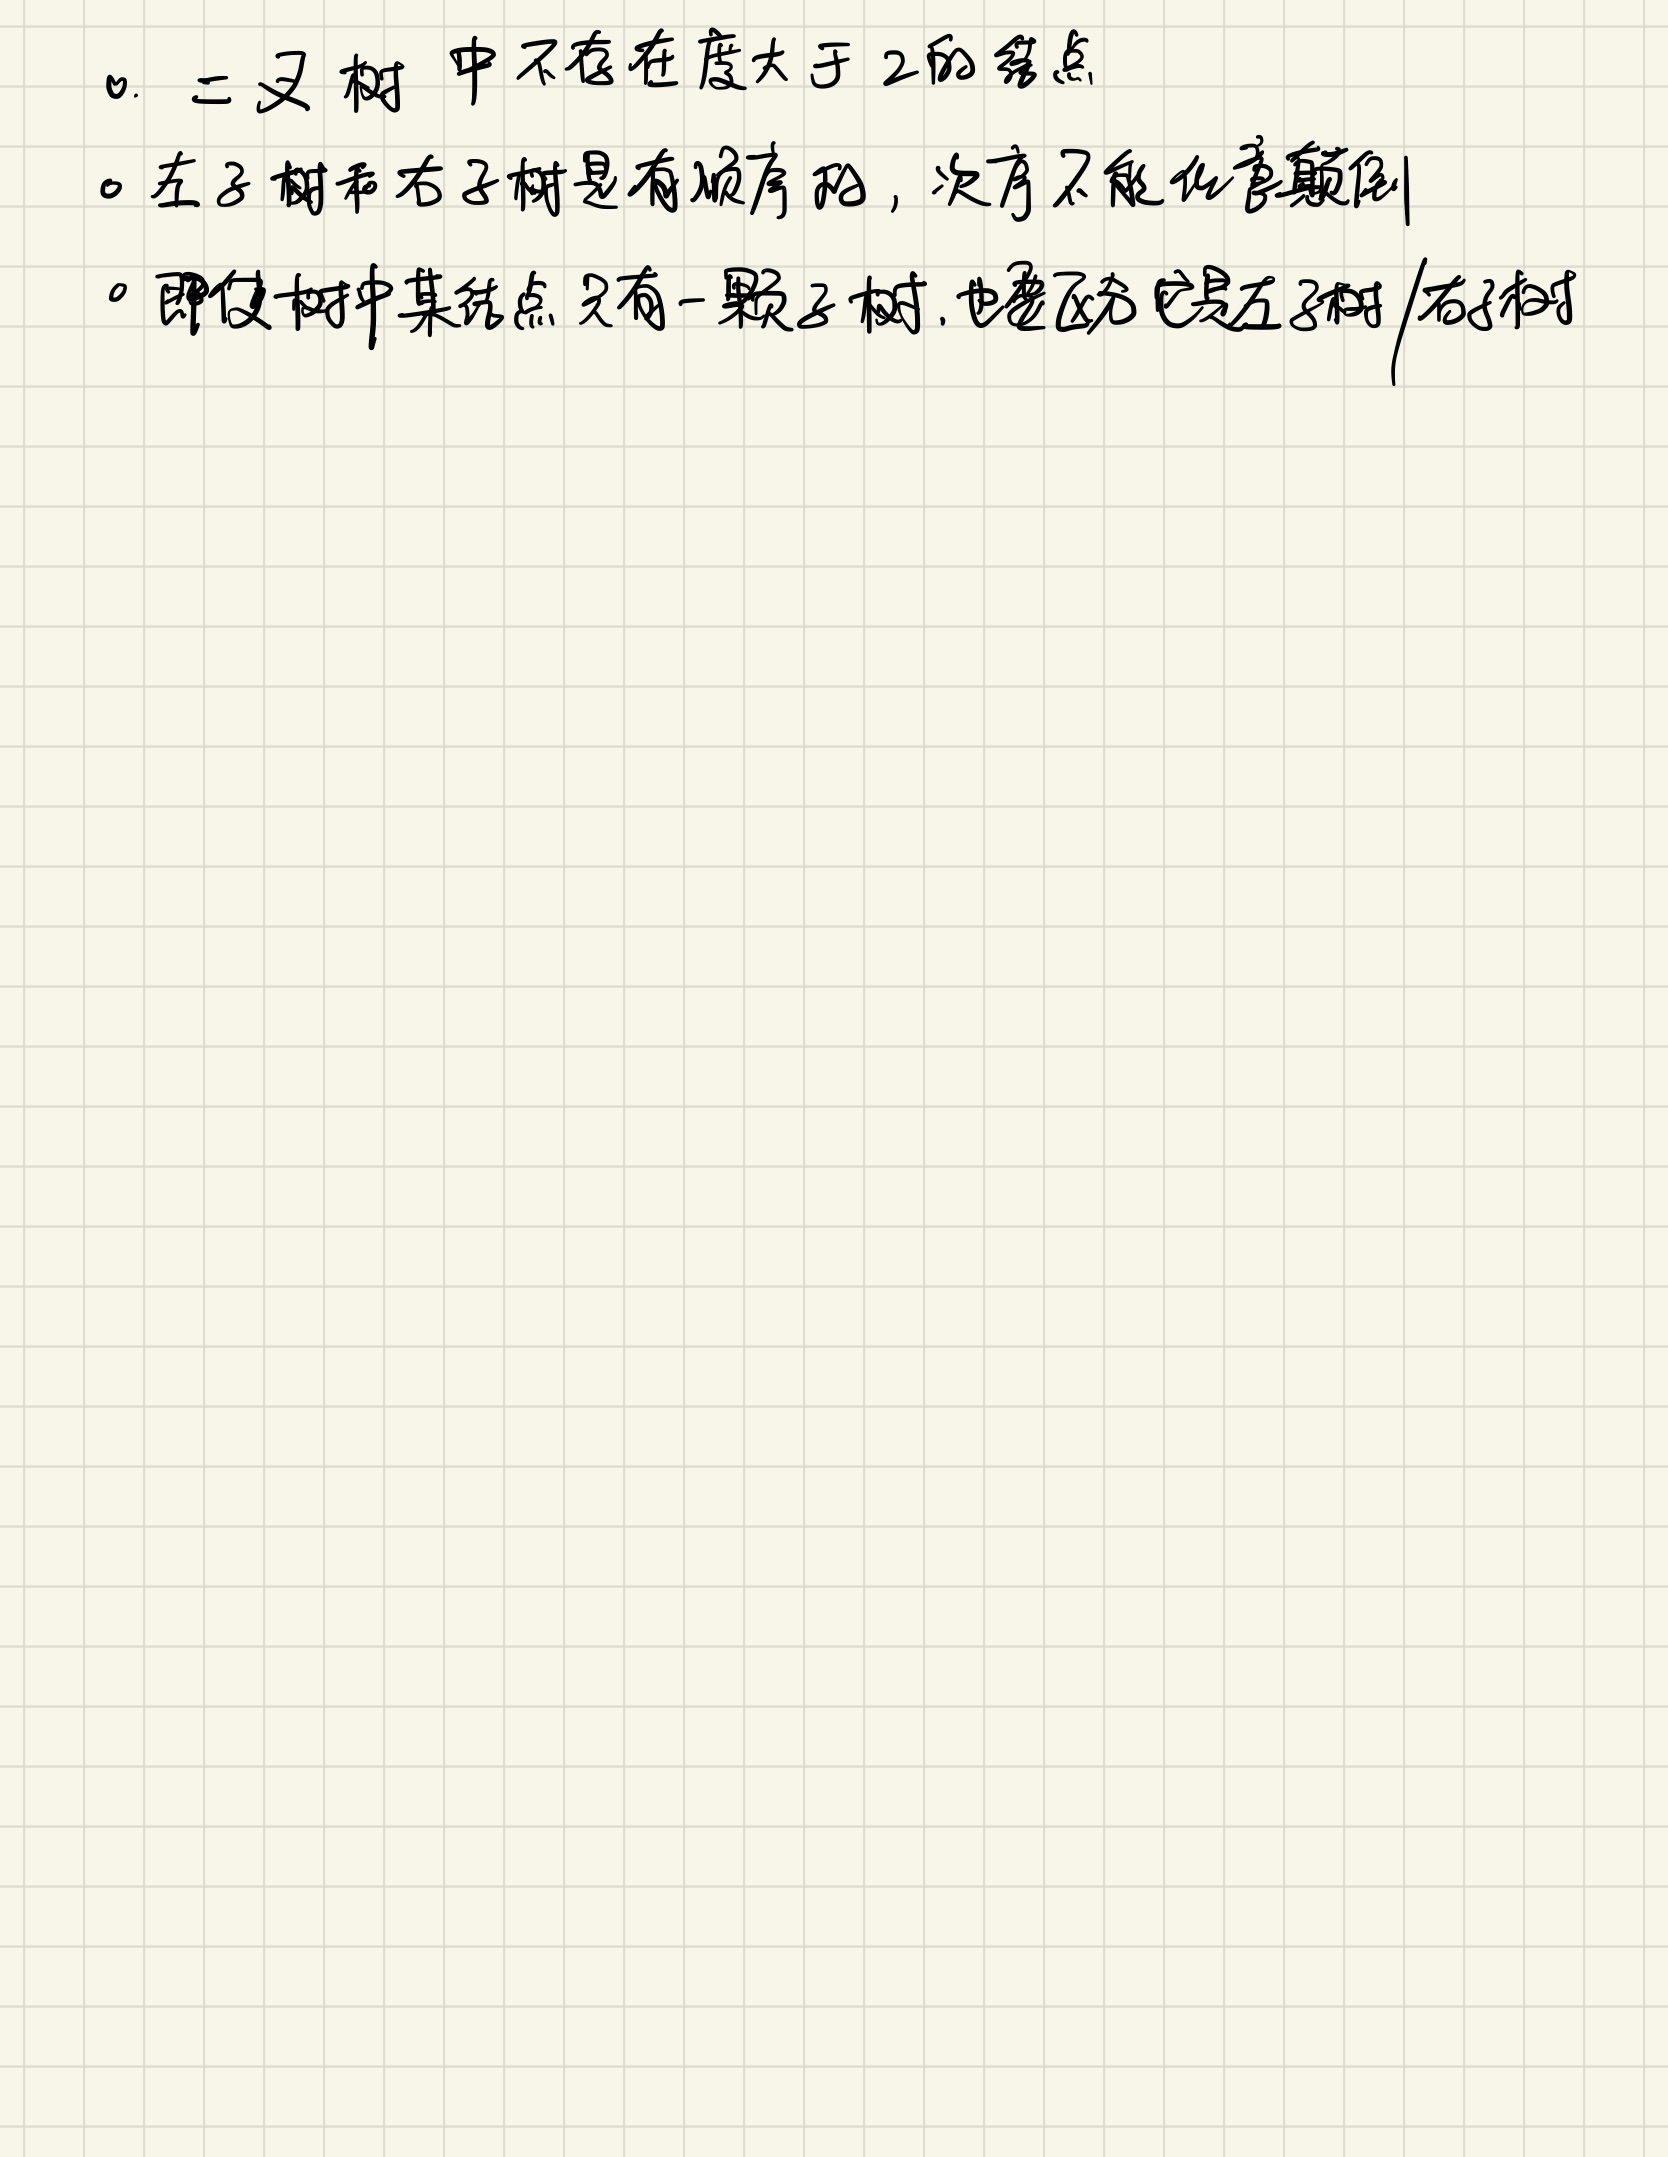 二叉树中不存在度大于2的结点
左子树和右子树是有顺序的，次序不能任意颠倒
即使树中某结点只有一颗子树.也要区分它是左子树/右子树